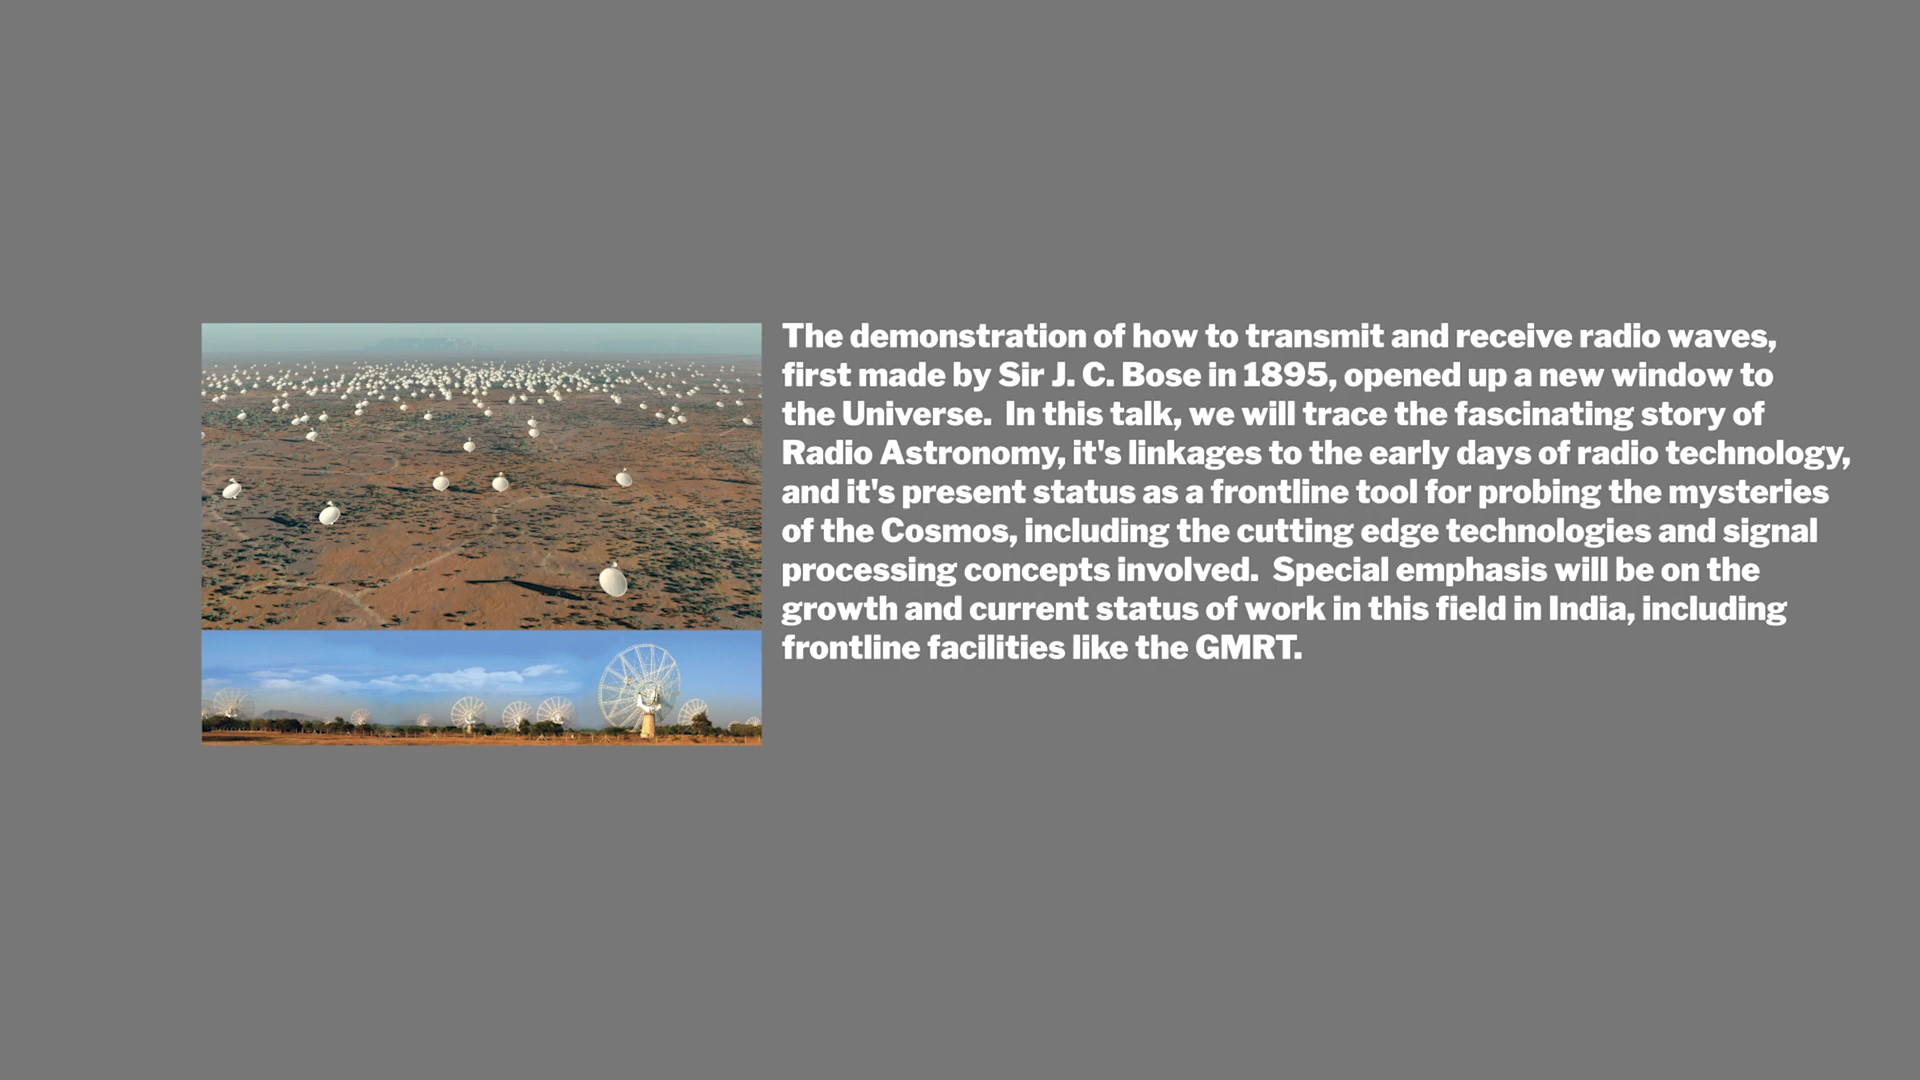 The demonstration of how to transmit and receive radio waves,
first made by Sir J. C. Bose in 1895, opened up a new window to
the Universe.  In this talk, we will trace the fascinating story of
Radio Astronomy, it's linkages to the early days of radio technology,
and it's present status as a frontline tool for probing the mysteries
of the Cosmos, including the cutting edge technologies and signal
processing concepts involved.  Special emphasis will be on the
growth and current status of work in this field in India, including
frontline facilities like the GMRT.